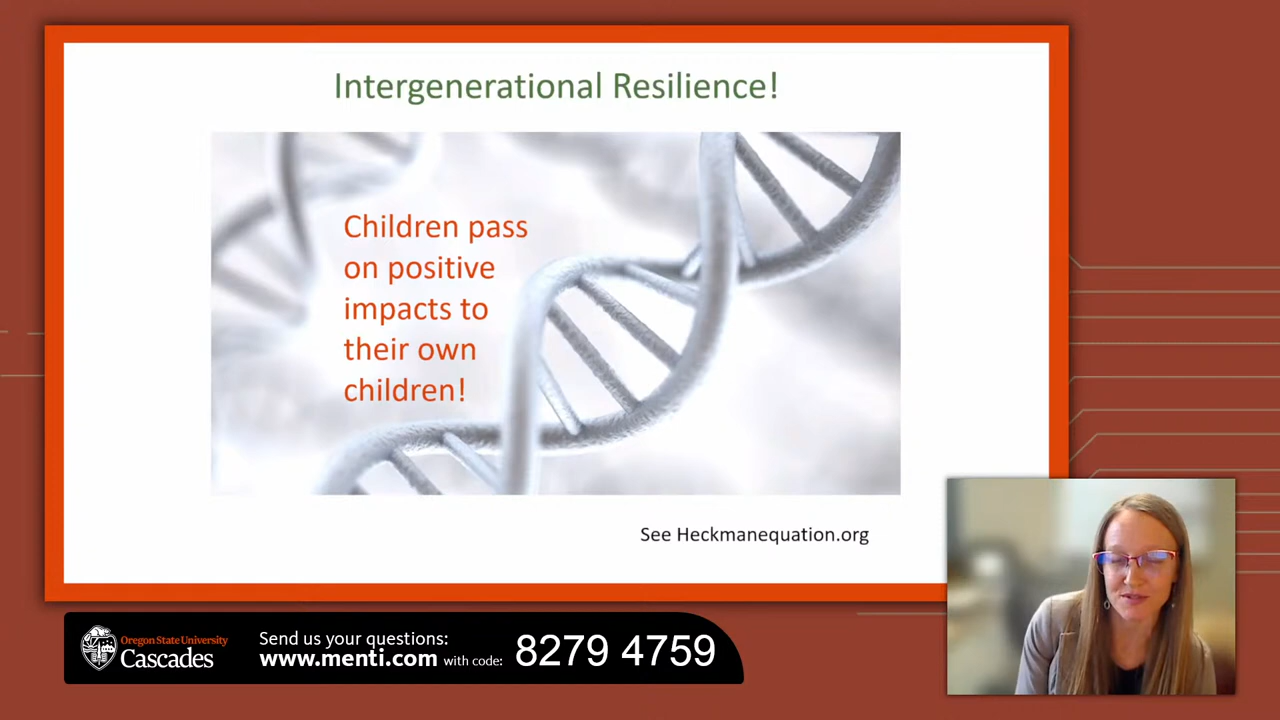 Intergenerational Resilience!
Children pass
on positive
impacts to
their own
children!
See Heckmanequation.org
Oregon State University
Cascades
Send us your questions:
www.menti.com with code:
8279 4759